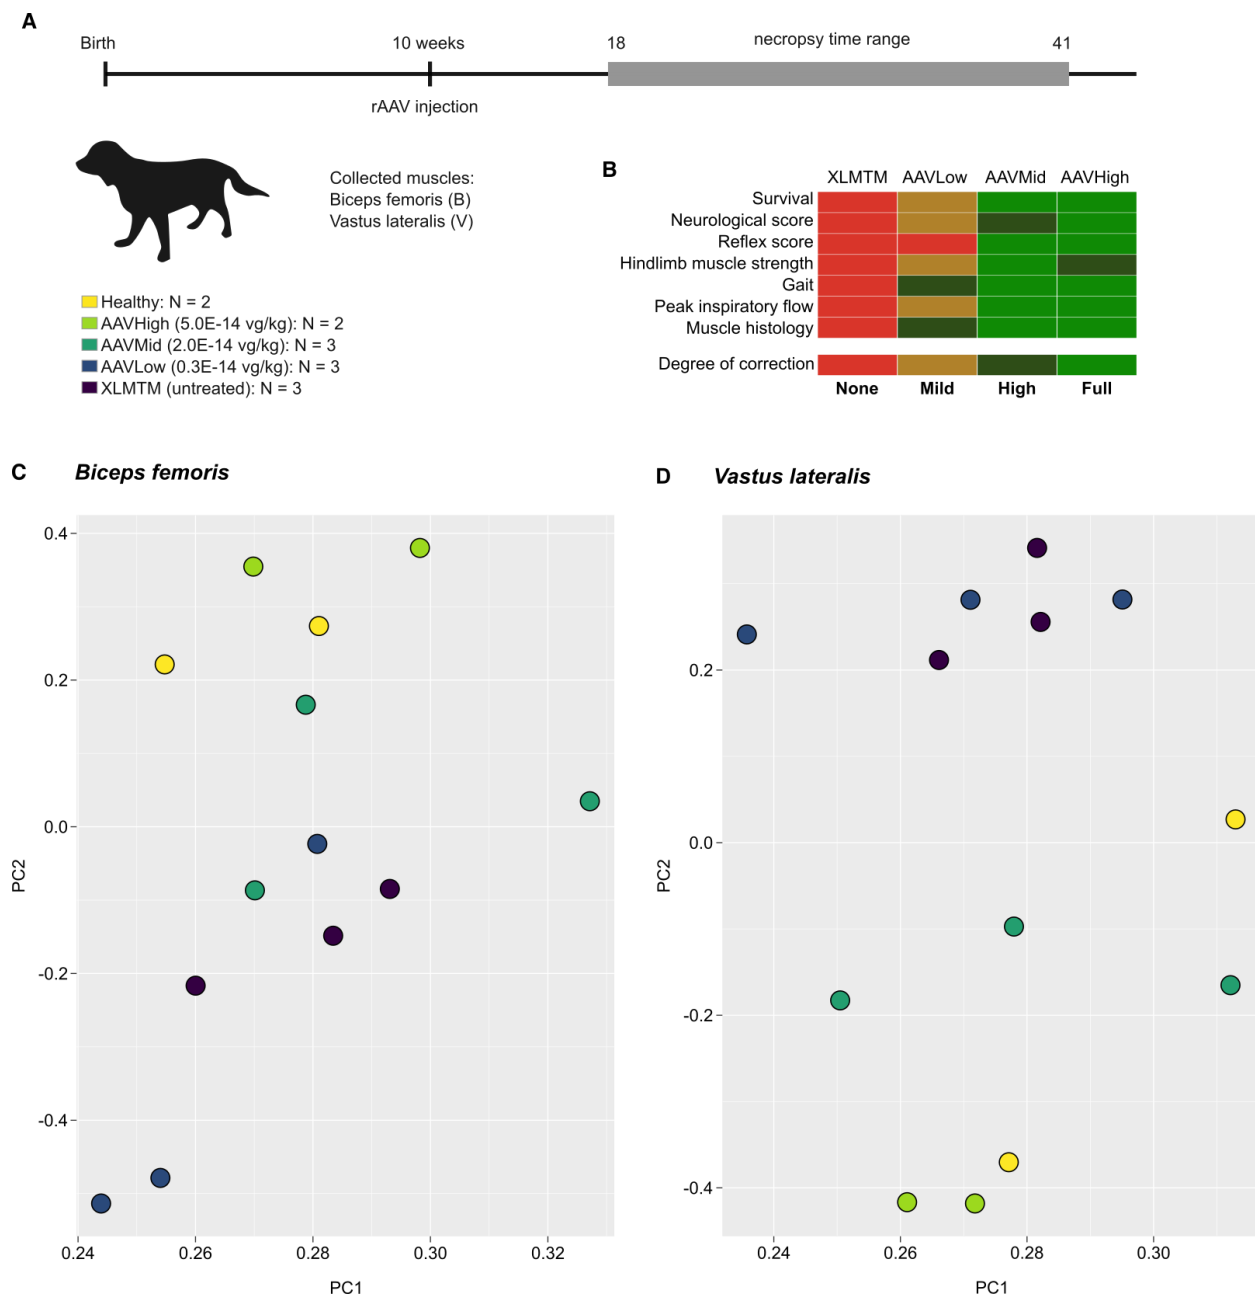 A
Birth
10 weeks
18
necropsy time range
41
rAAV injection
Collected muscles:
Biceps femoris (B)
Vastus lateralis (V)
Healthy: N = 2
AAVHigh (5.0E-14 vg/kg): N = 2
AAVMid (2.0E-14 vg/kg): N = 3
AAVLow (0.3E-14 vg/kg): N = 3
XLMTM (untreated): N = 3
B
XLMTM AAVLow AAVMid AAVHigh
Survival
Neurological score
Reflex score
Hindlimb muscle strength
Gait
Peak inspiratory flow
Muscle histology
Degree of correction
None Mild High Full
C Biceps femoris
0.4
0.2
0.0
-0.2
-0.4
PC2
0.24 0.26 0.28 0.30 0.32
PC1
D Vastus lateralis
0.2
0.0
-0.2
-0.4
PC2
0.24 0.26 0.28 0.30
PC1